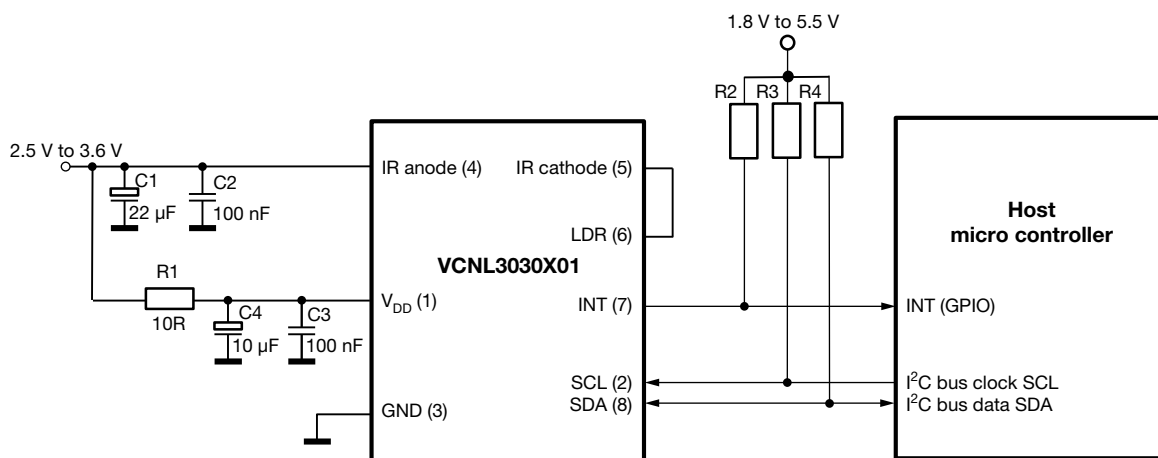 1.8 V to 5.5 V
R2 R3 R4
2.5 V to 3.6 V
C1
22 µF
C2
100 nF
IR anode (4)
IR cathode (5)
LDR (6)
VCNL3030X01
Host
micro controller
R1
10R
C4
10 µF
C3
100 nF
V_DD (1)
INT (7)
INT (GPIO)
SCL (2)
I²C bus clock SCL
GND (3)
SDA (8)
I²C bus data SDA